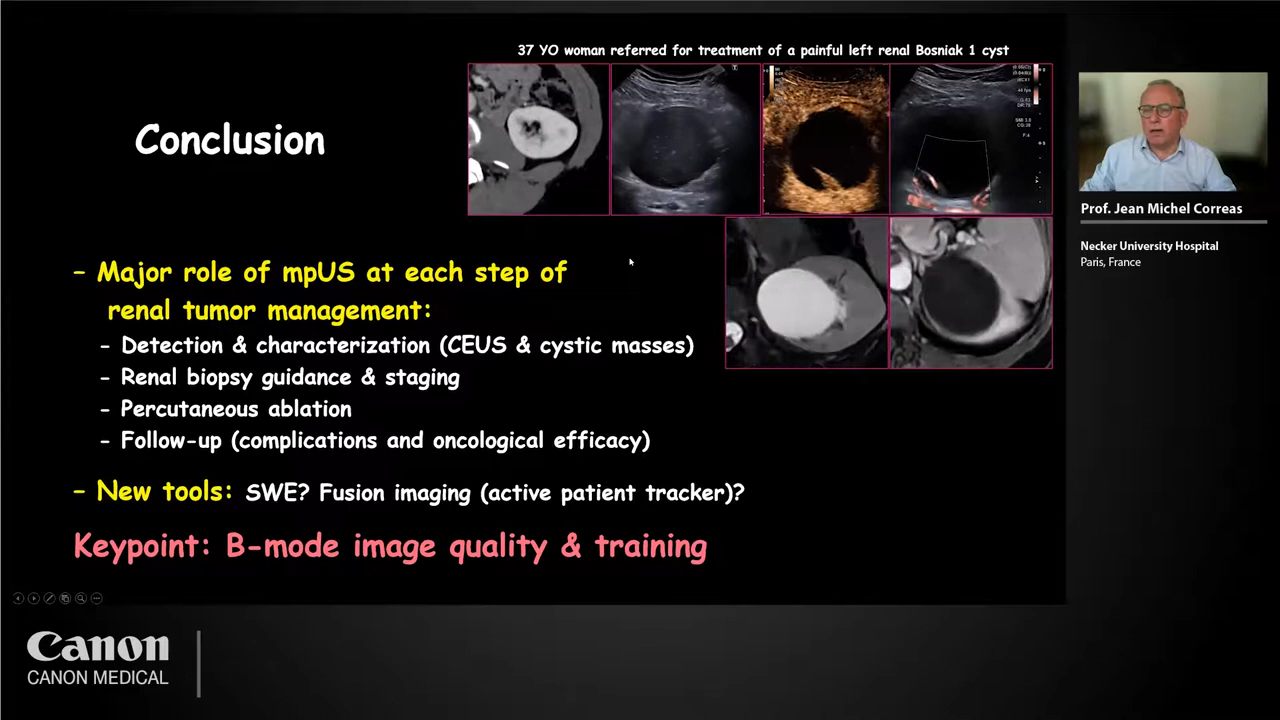 37 YO woman referred for treatment of a painful left renal Bosniak 1 cyst
Conclusion
– Major role of mpUS at each step of
renal tumor management:
- Detection & characterization (CEUS & cystic masses)
- Renal biopsy guidance & staging
- Percutaneous ablation
- Follow-up (complications and oncological efficacy)
– New tools: SWE? Fusion imaging (active patient tracker)?
Keypoint: B-mode image quality & training
Prof. Jean Michel Correas
Necker University Hospital
Paris, France
Canon
CANON MEDICAL